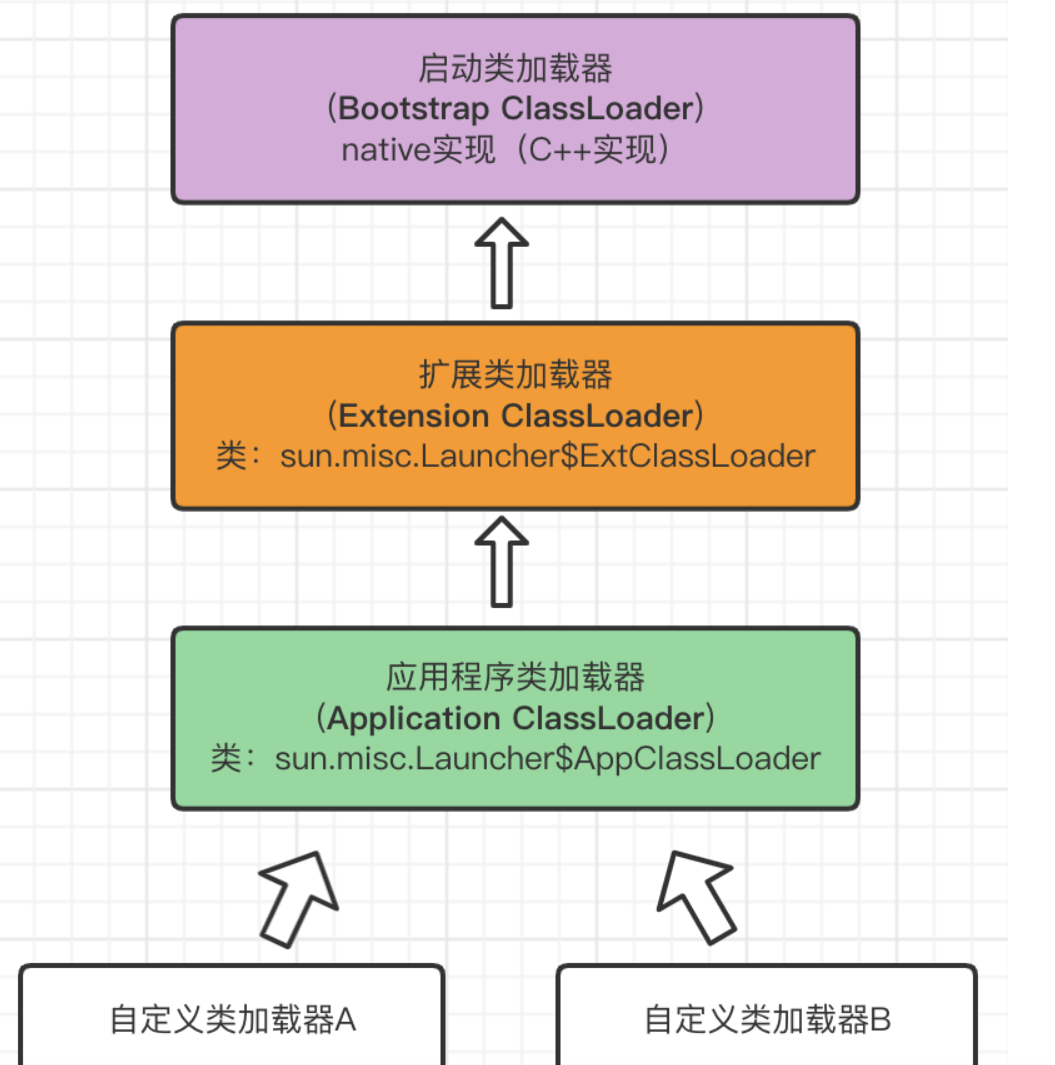 启动类加载器
（Bootstrap ClassLoader）
native实现（C++实现）
扩展类加载器
（Extension ClassLoader）
类：sun.misc.Launcher$ExtClassLoader
应用程序类加载器
（Application ClassLoader）
类：sun.misc.Launcher$AppClassLoader
自定义类加载器A
自定义类加载器B